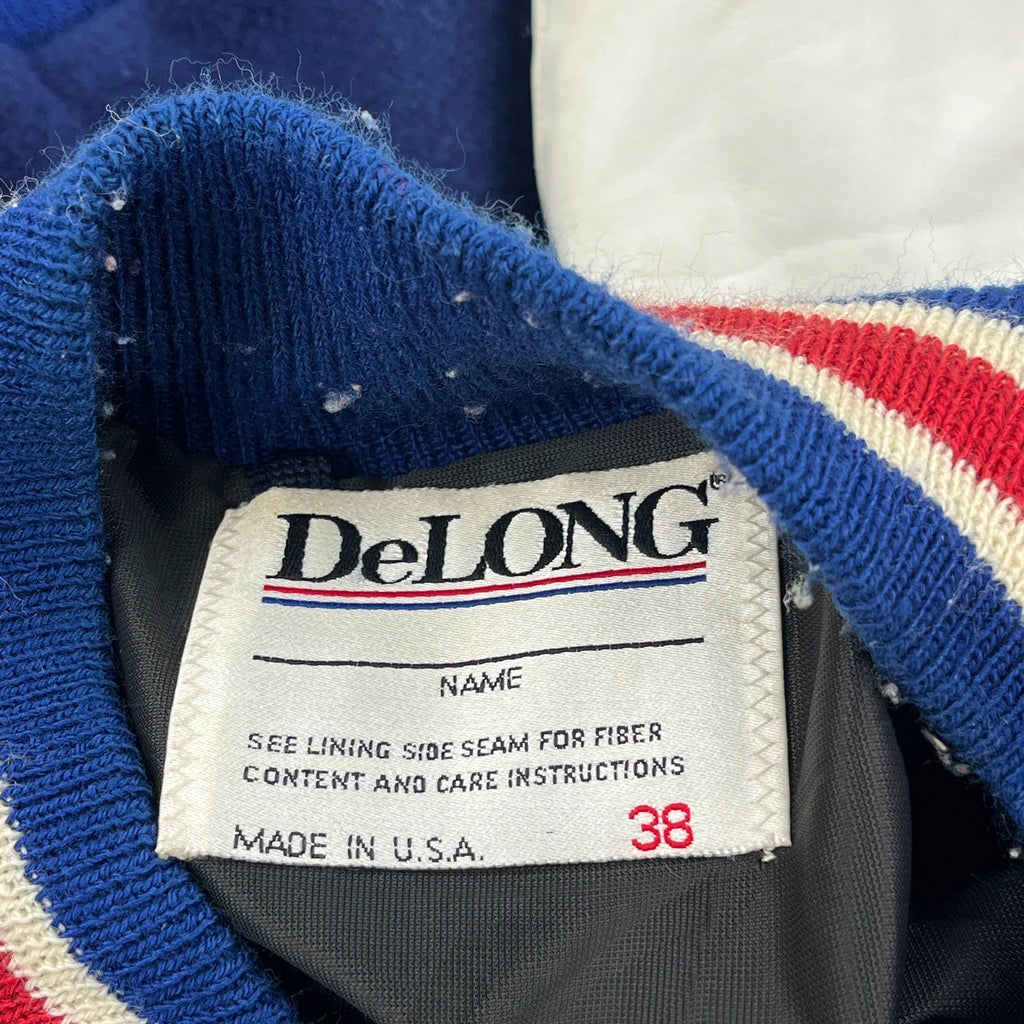 DeLONG®
NAME
SEE LINING SIDE SEAM FOR FIBER
CONTENT AND CARE INSTRUCTIONS
MADE IN U.S.A.
38